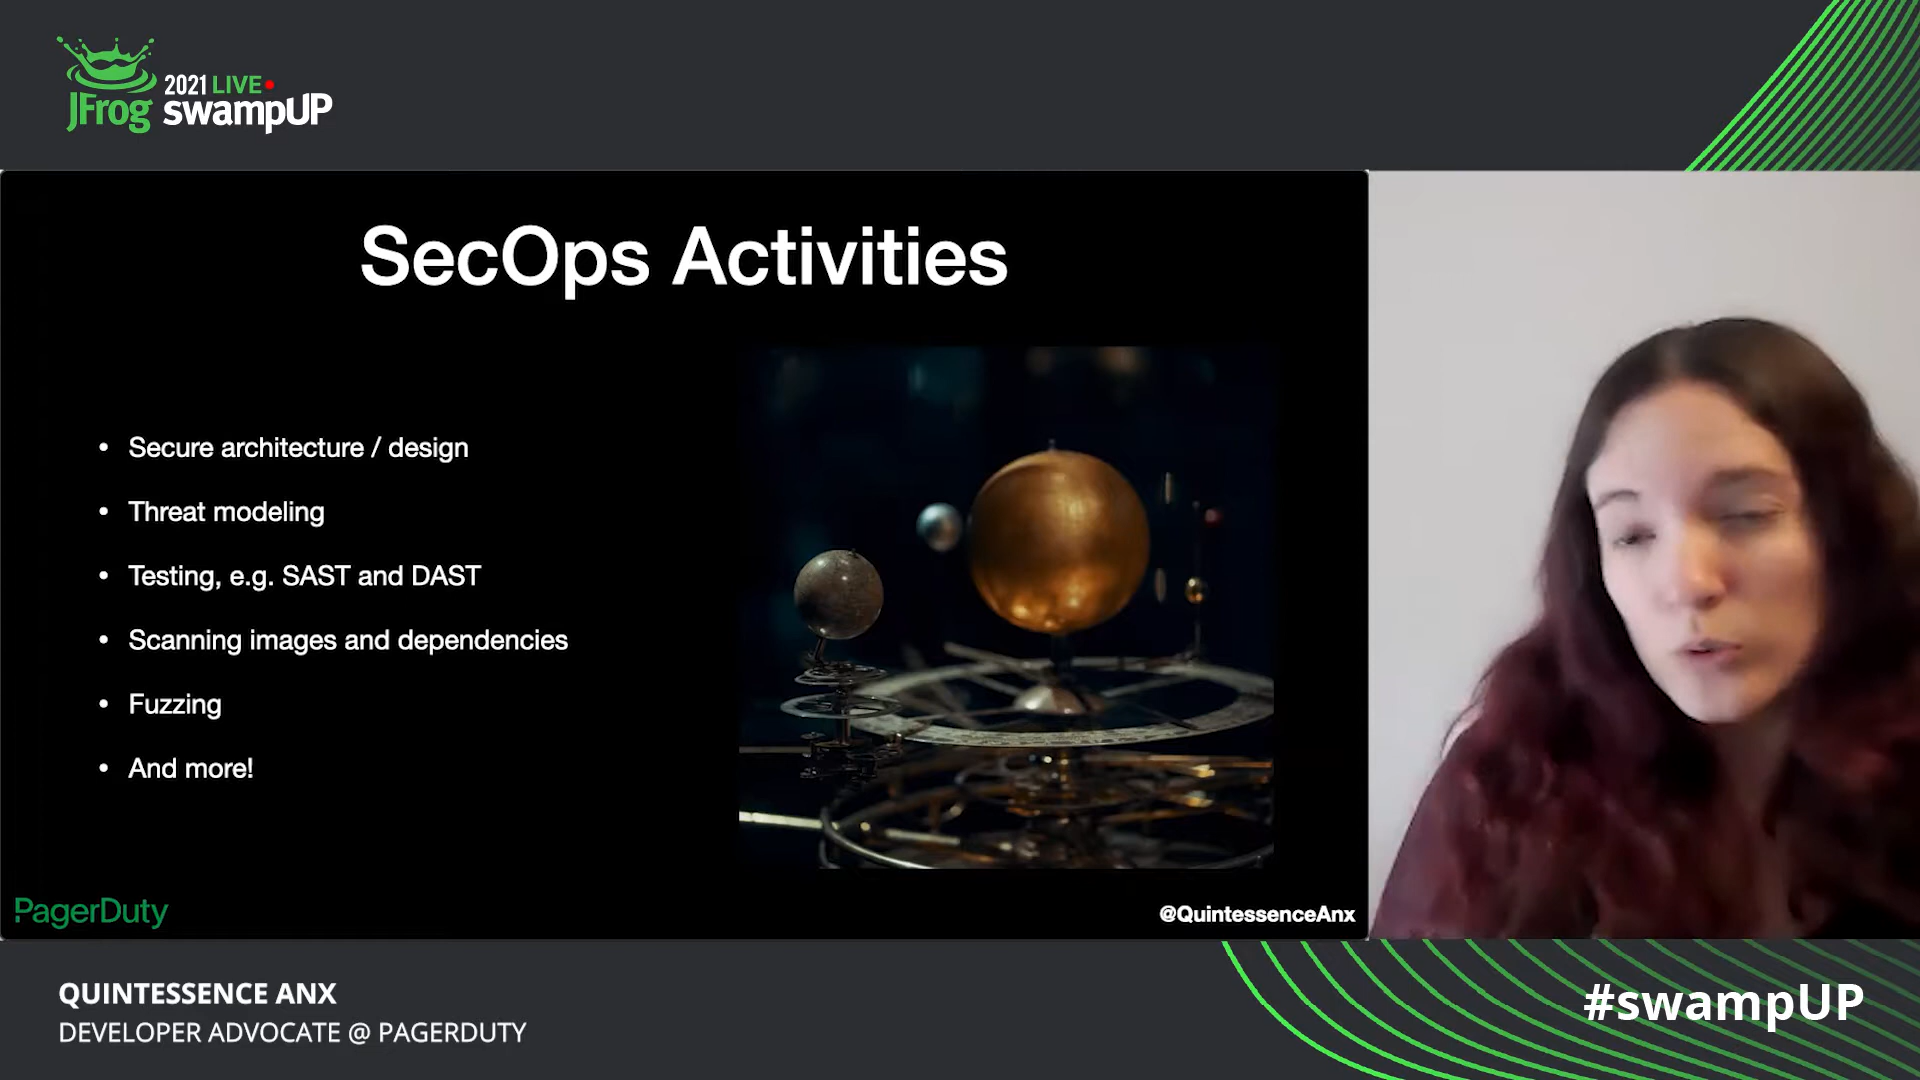 JFrog 2021 LIVE
swampUP
SecOps Activities
• Secure architecture / design
• Threat modeling
• Testing, e.g. SAST and DAST
• Scanning images and dependencies
• Fuzzing
• And more!
PagerDuty
@QuintessenceAnx
QUINTESSENCE ANX
DEVELOPER ADVOCATE @ PAGERDUTY
#swampUP